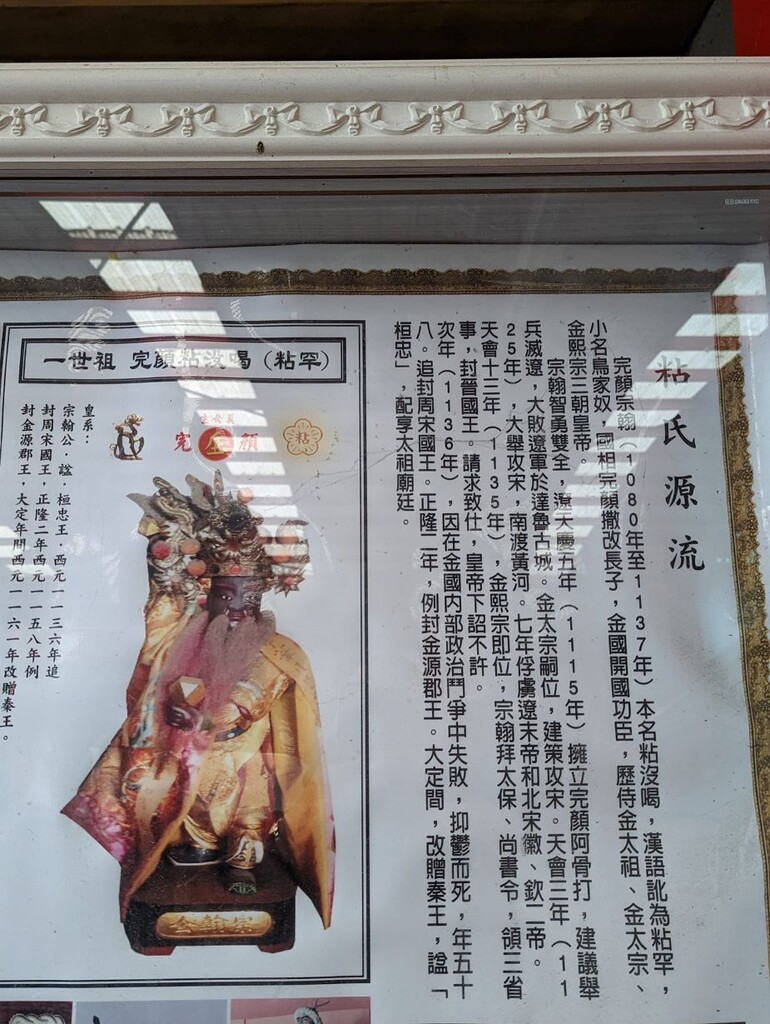 粘氏源流
完顏宗翰（1080年至1137年）本名粘沒喝，漢語訛為粘罕，
小名鳥家奴，國相完顏撒改長子，金國開國功臣，歷侍金太祖、金太宗、
金熙宗三朝皇帝。
宗翰智勇雙全，遼天慶五年（1115年）擁立完顏阿骨打，建議舉
兵滅遼，大敗遼軍於達魯古城。金太宗嗣位，建策攻宋。天會三年（11
25年），大舉攻宋，南渡黃河。七年俘虜遼末帝和北宋徽、欽二帝。
天會十三年（1135年），金熙宗即位，宗翰拜太保、尚書令，領三省
事，封晉國王。請求致仕，皇帝下詔不許。
次年（1136年），因在金國內部政治鬥爭中失敗，抑鬱而死，年五十
八。追封周宋國王。正隆二年，例封金源郡王。大定間，改贈秦王，諡「
桓忠」，配享太祖廟廷。
一世祖 完顏粘沒喝（粘罕）
完 金 顏
粘
皇系：
宗翰公．諡．桓忠王．西元一一三六年追
封周宋國王，正隆二年西元一一五八年例
封金源郡王，大定年間西元一一六一年改贈秦王。
公翰宗